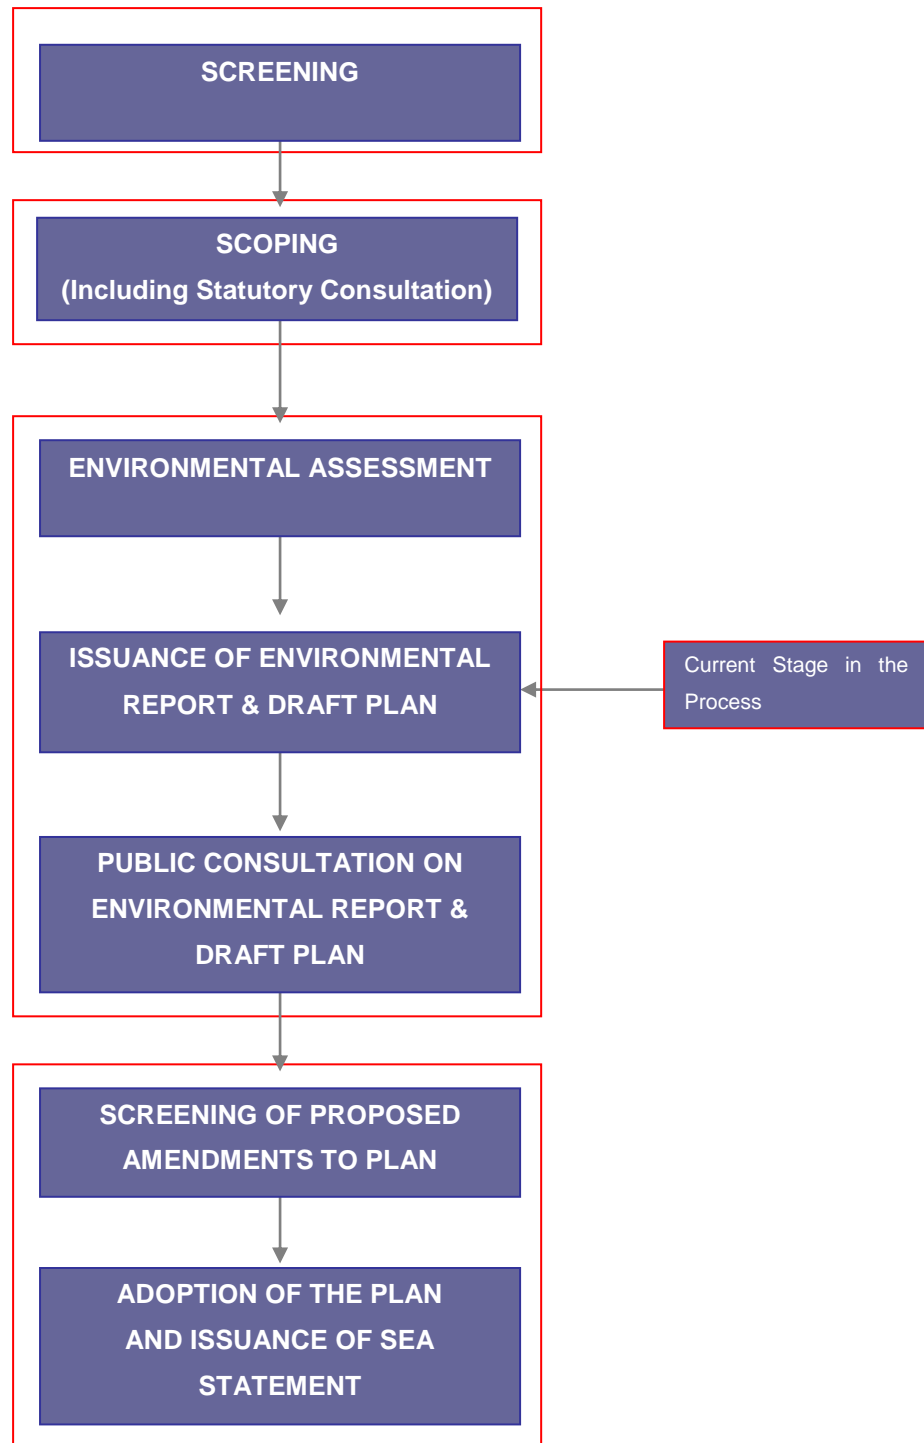 SCREENING
SCOPING
(Including Statutory Consultation)
ENVIRONMENTAL ASSESSMENT
ISSUANCE OF ENVIRONMENTAL
REPORT & DRAFT PLAN
Current Stage in the
Process
PUBLIC CONSULTATION ON
ENVIRONMENTAL REPORT &
DRAFT PLAN
SCREENING OF PROPOSED
AMENDMENTS TO PLAN
ADOPTION OF THE PLAN
AND ISSUANCE OF SEA
STATEMENT